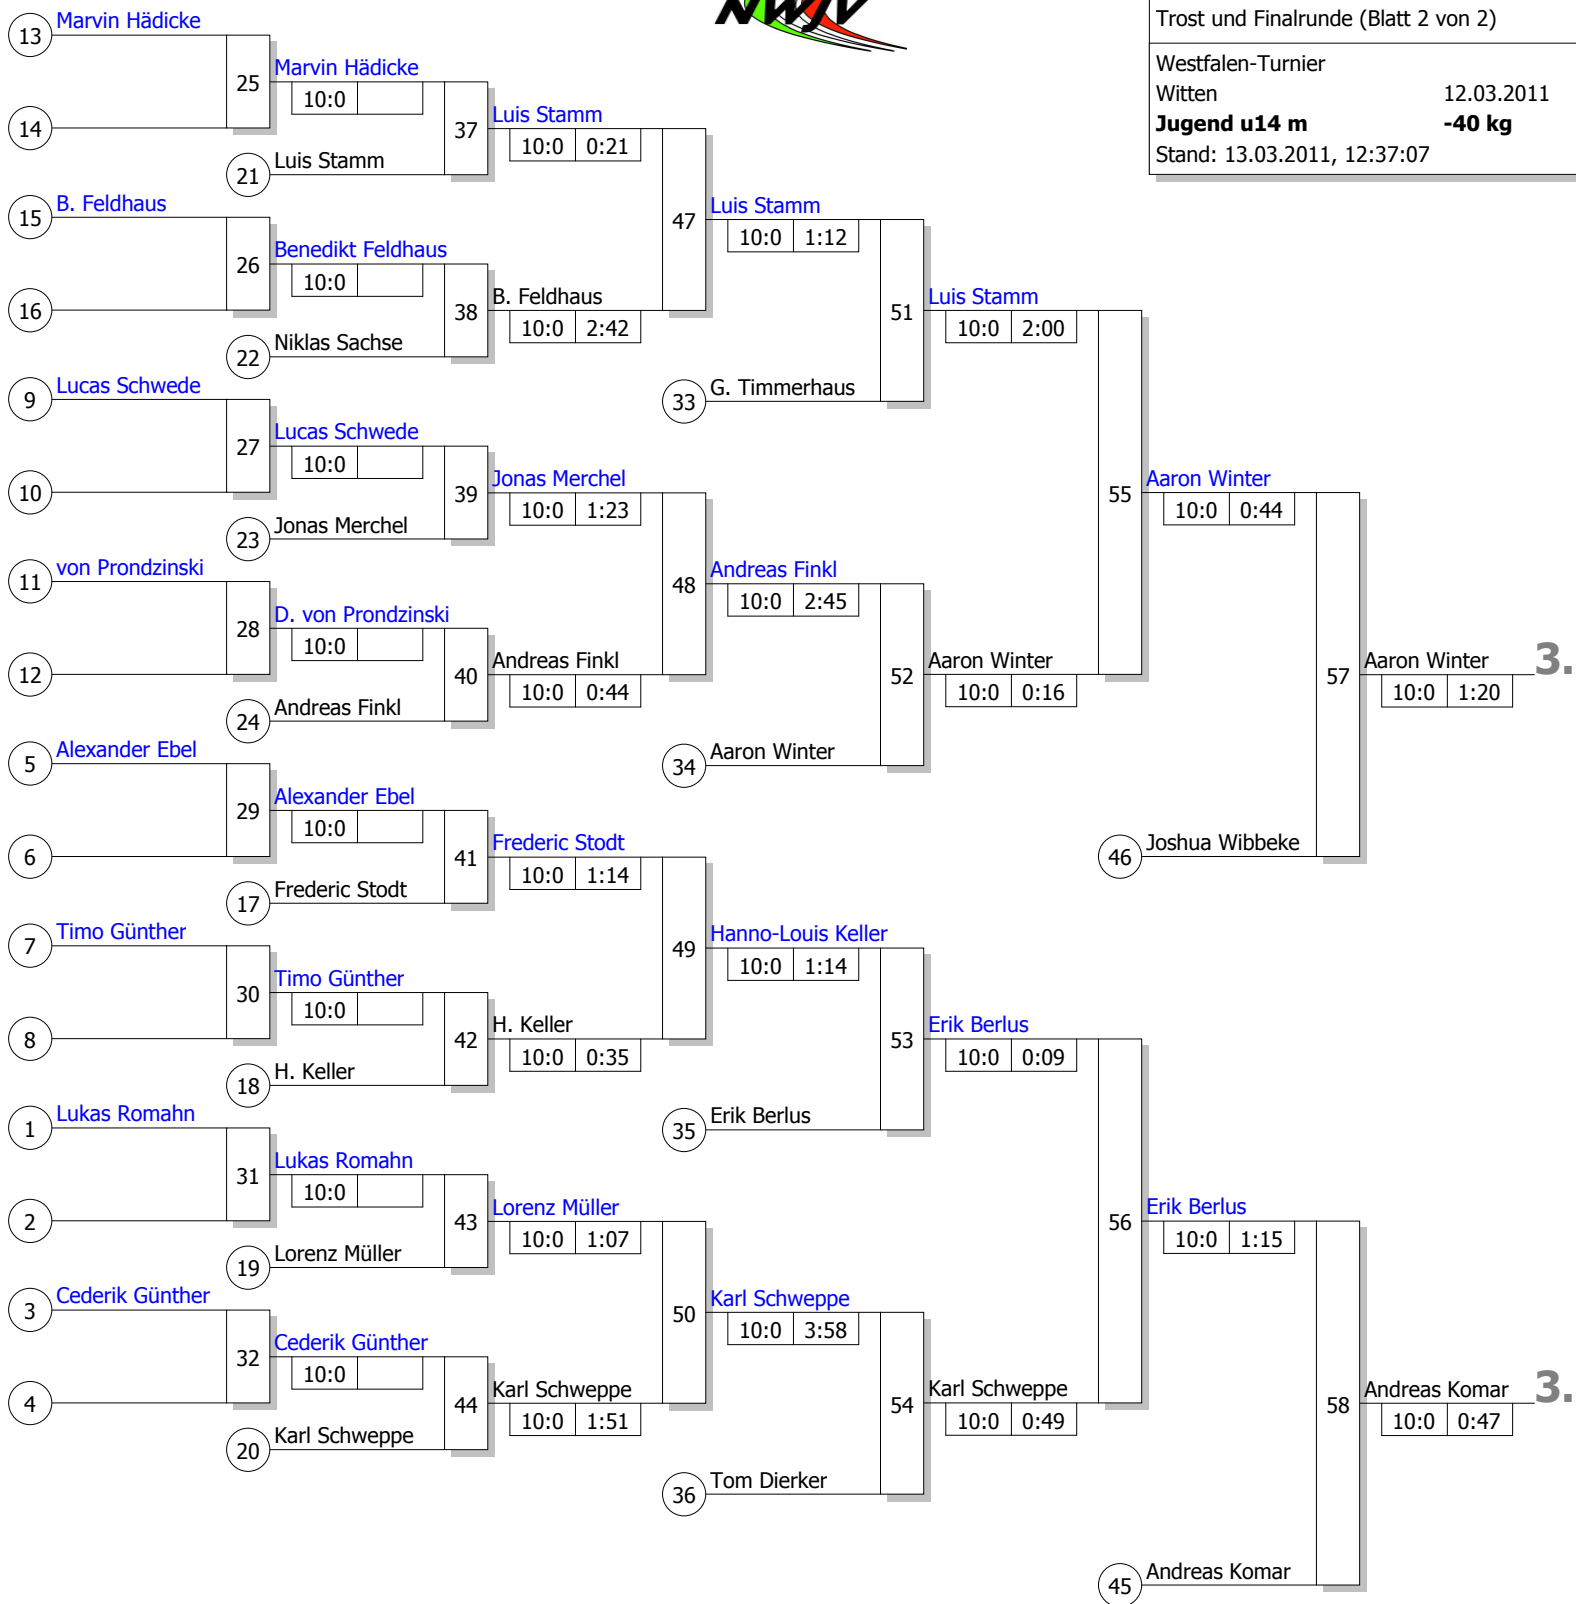 NWJV
Trost und Finalrunde (Blatt 2 von 2)
Westfalen-Turnier
Witten 12.03.2011
Jugend u14 m -40 kg
Stand: 13.03.2011, 12:37:07
13 Marvin Hädicke
14
25 Marvin Hädicke
10:0
21 Luis Stamm
37 Luis Stamm
10:0 0:21
15 B. Feldhaus
16
26 Benedikt Feldhaus
10:0
22 Niklas Sachse
38 B. Feldhaus
10:0 2:42
47 Luis Stamm
10:0 1:12
33 G. Timmerhaus
51 Luis Stamm
10:0 2:00
9 Lucas Schwede
10
27 Lucas Schwede
10:0
23 Jonas Merchel
39 Jonas Merchel
10:0 1:23
11 von Prondzinski
12
28 D. von Prondzinski
10:0
24 Andreas Finkl
40 Andreas Finkl
10:0 0:44
48 Andreas Finkl
10:0 2:45
34 Aaron Winter
52 Aaron Winter
10:0 0:16
55 Aaron Winter
10:0 0:44
46 Joshua Wibbeke
57 Aaron Winter 3.
10:0 1:20
5 Alexander Ebel
6
29 Alexander Ebel
10:0
17 Frederic Stodt
41 Frederic Stodt
10:0 1:14
7 Timo Günther
8
30 Timo Günther
10:0
18 H. Keller
42 H. Keller
10:0 0:35
49 Hanno-Louis Keller
10:0 1:14
35 Erik Berlus
53 Erik Berlus
10:0 0:09
1 Lukas Romahn
2
31 Lukas Romahn
10:0
19 Lorenz Müller
43 Lorenz Müller
10:0 1:07
3 Cederik Günther
4
32 Cederik Günther
10:0
20 Karl Schweppe
44 Karl Schweppe
10:0 1:51
50 Karl Schweppe
10:0 3:58
36 Tom Dierker
54 Karl Schweppe
10:0 0:49
56 Erik Berlus
10:0 1:15
45 Andreas Komar
58 Andreas Komar 3.
10:0 0:47